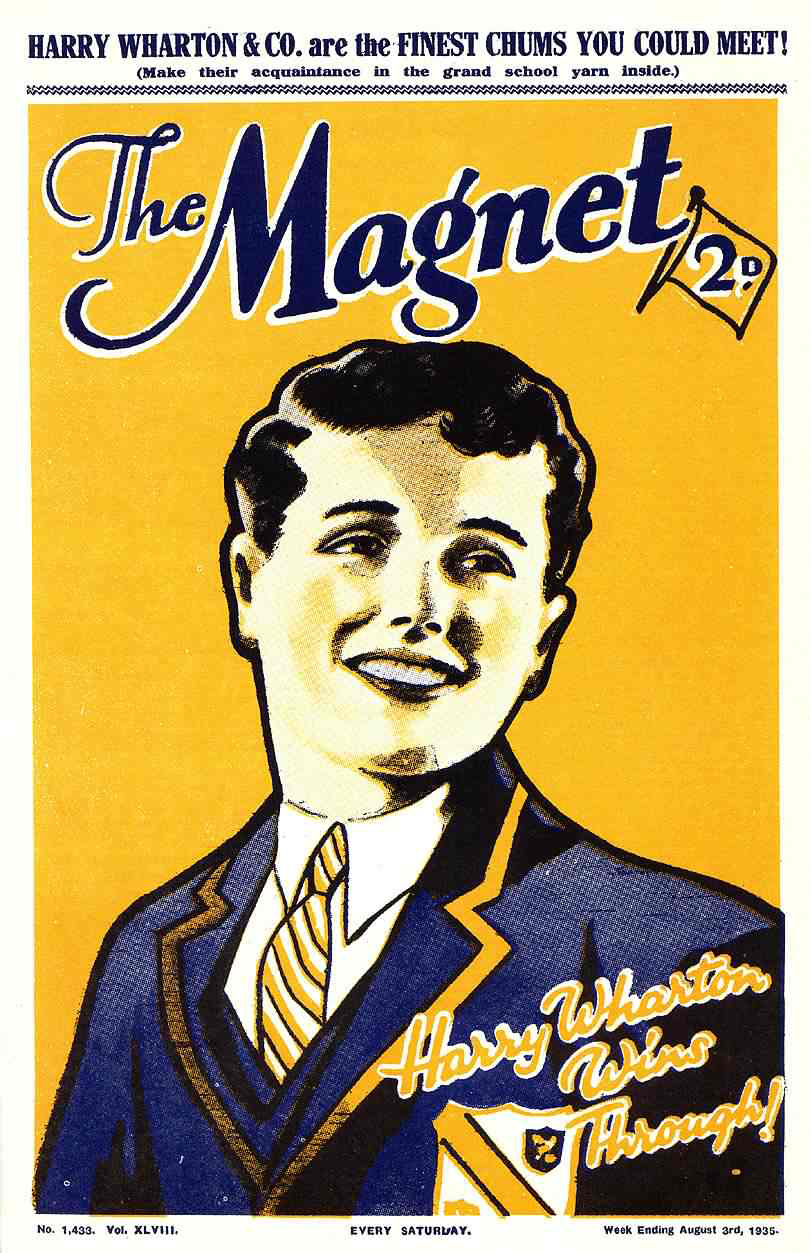 HARRY WHARTON & CO. are the FINEST CHUMS YOU COULD MEET!
(Make their acquaintance in the grand school yarn inside.)
The Magnet
2D.
Harry Wharton
Wins
Through!
No. 1,433. Vol. XLVIII.
EVERY SATURDAY.
Week Ending August 3rd, 1935.